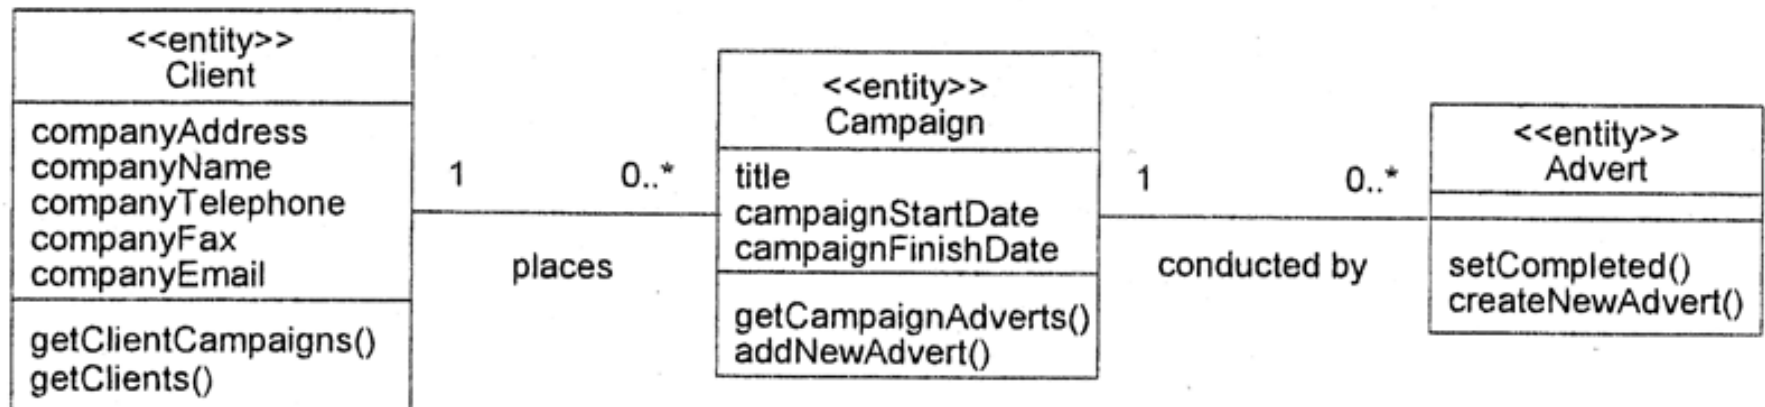 <<entity>>
Client
companyAddress
companyName
companyTelephone
companyFax
companyEmail
getClientCampaigns()
getClients()
1
0..*
places
<<entity>>
Campaign
title
campaignStartDate
campaignFinishDate
getCampaignAdverts()
addNewAdvert()
1
0..*
conducted by
<<entity>>
Advert
setCompleted()
createNewAdvert()